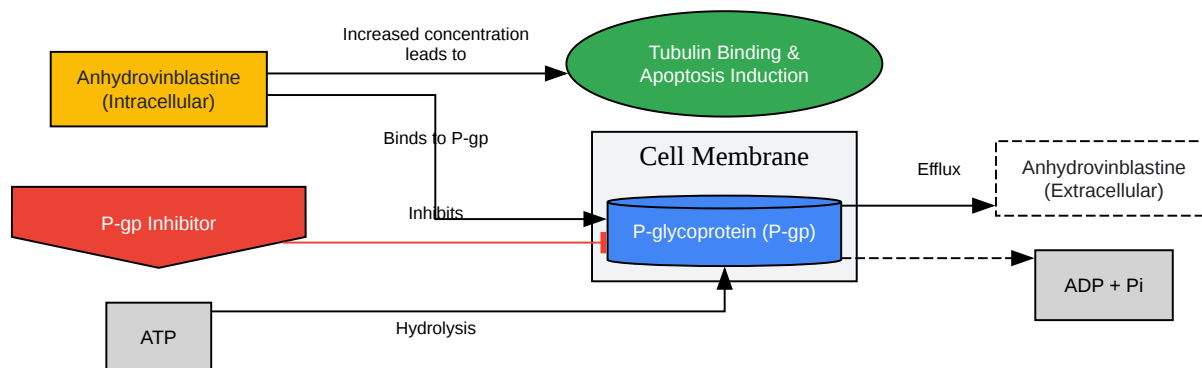 Increased concentration
leads to
Tubulin Binding &
Apoptosis Induction
Anhydrovinblastine
(Intracellular)
Binds to P-gp
Cell Membrane
Efflux
Anhydrovinblastine
(Extracellular)
P-gp Inhibitor
Inhibits
P-glycoprotein (P-gp)
ADP + Pi
ATP
Hydrolysis